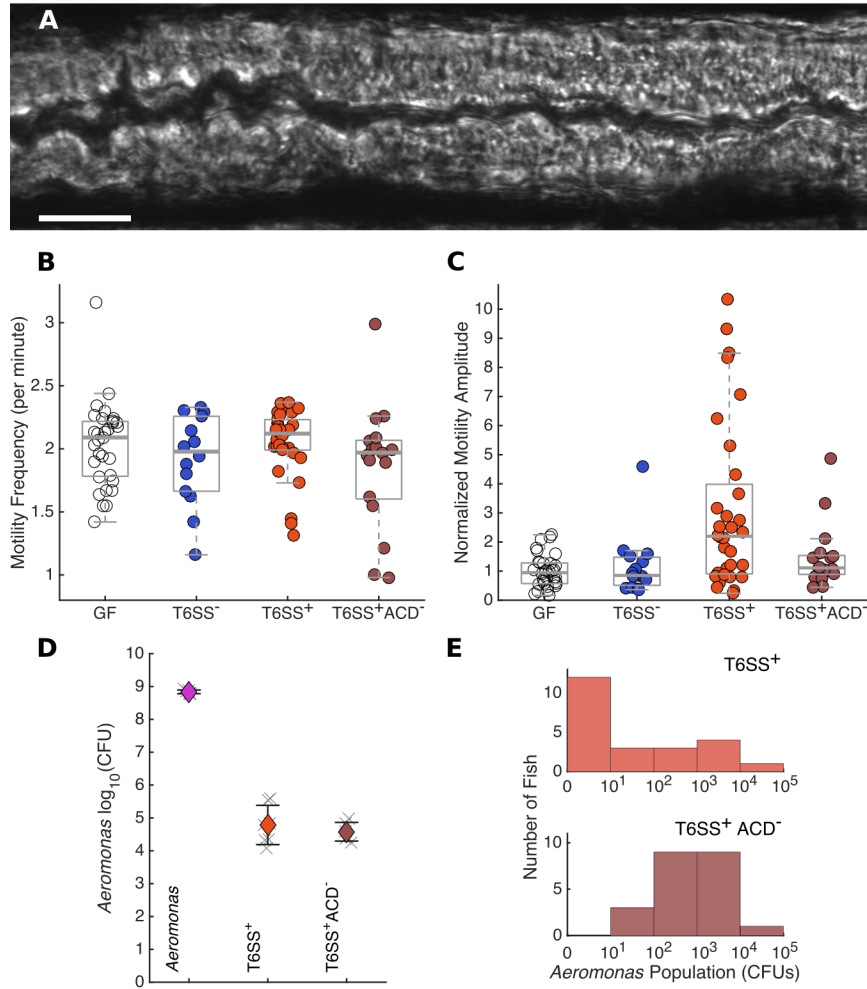 A
B
Motility Frequency (per minute)
3
2.5
2
1.5
1
GF
T6SS⁻
T6SS⁺
T6SS⁺ACD⁻
C
Normalized Motility Amplitude
10
9
8
7
6
5
4
3
2
1
0
GF
T6SS⁻
T6SS⁺
T6SS⁺ACD⁻
D
Aeromonas log₁₀(CFU)
10
9
8
7
6
5
4
3
2
1
0
Aeromonas
T6SS⁺
T6SS⁺ACD⁻
E
Number of Fish
T6SS⁺
10
5
0
0 10¹ 10² 10³ 10⁴ 10⁵
T6SS⁺ ACD⁻
10
5
0
0 10¹ 10² 10³ 10⁴ 10⁵
Aeromonas Population (CFUs)